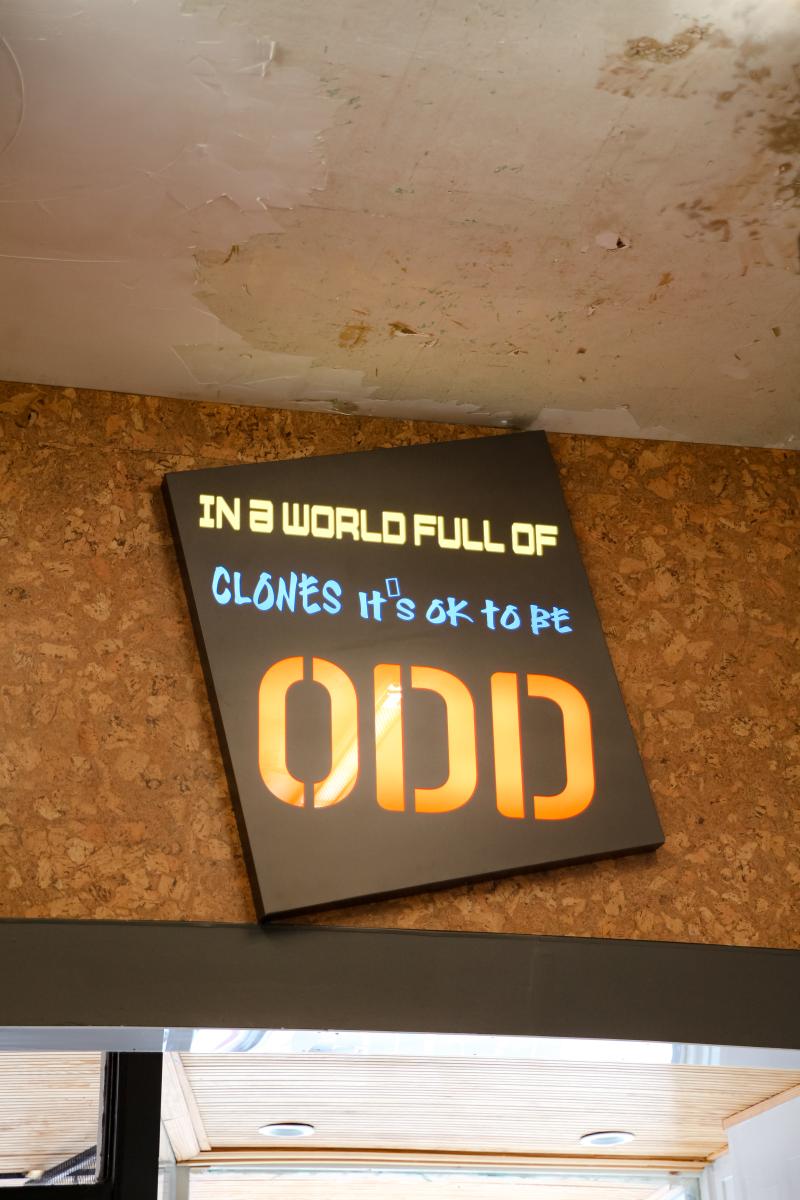 IN a WORLD FULL OF
CLONES It▯s OK TO BE
ODD